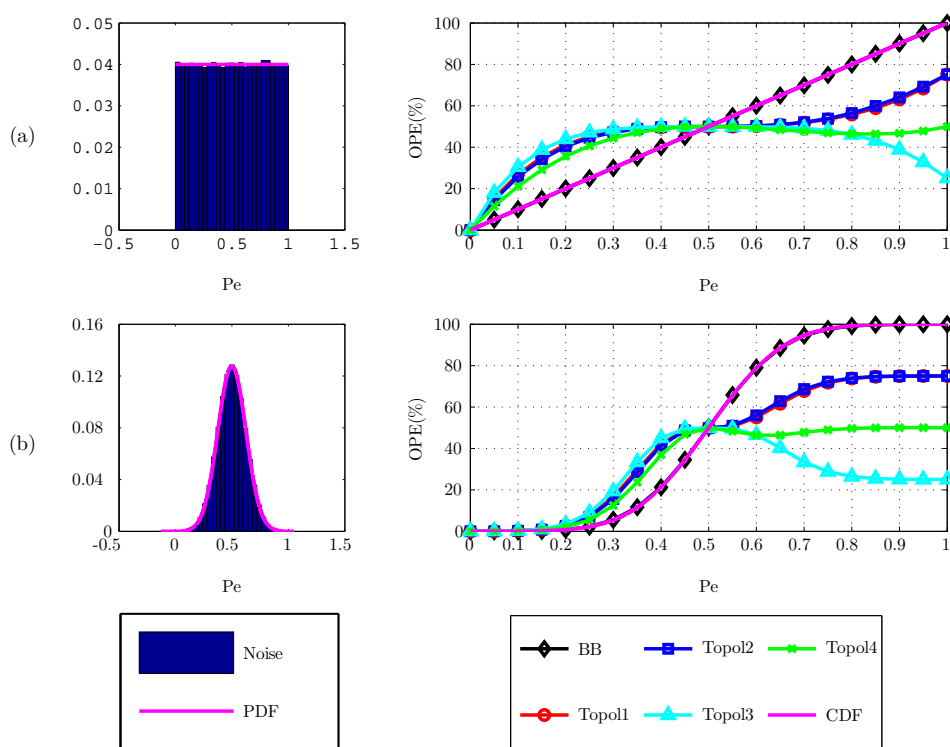 (a)
0.05
0.04
0.03
0.02
0.01
0
−0.5 0 0.5 1 1.5
Pe
OPE(%)
100
80
60
40
20
0
0 0.1 0.2 0.3 0.4 0.5 0.6 0.7 0.8 0.9 1
Pe
(b)
0.16
0.12
0.08
0.04
0
-0.5 0 0.5 1 1.5
Pe
OPE(%)
100
80
60
40
20
0
0 0.1 0.2 0.3 0.4 0.5 0.6 0.7 0.8 0.9 1
Pe
Noise
PDF
BB Topol2 Topol4
Topol1 Topol3 CDF